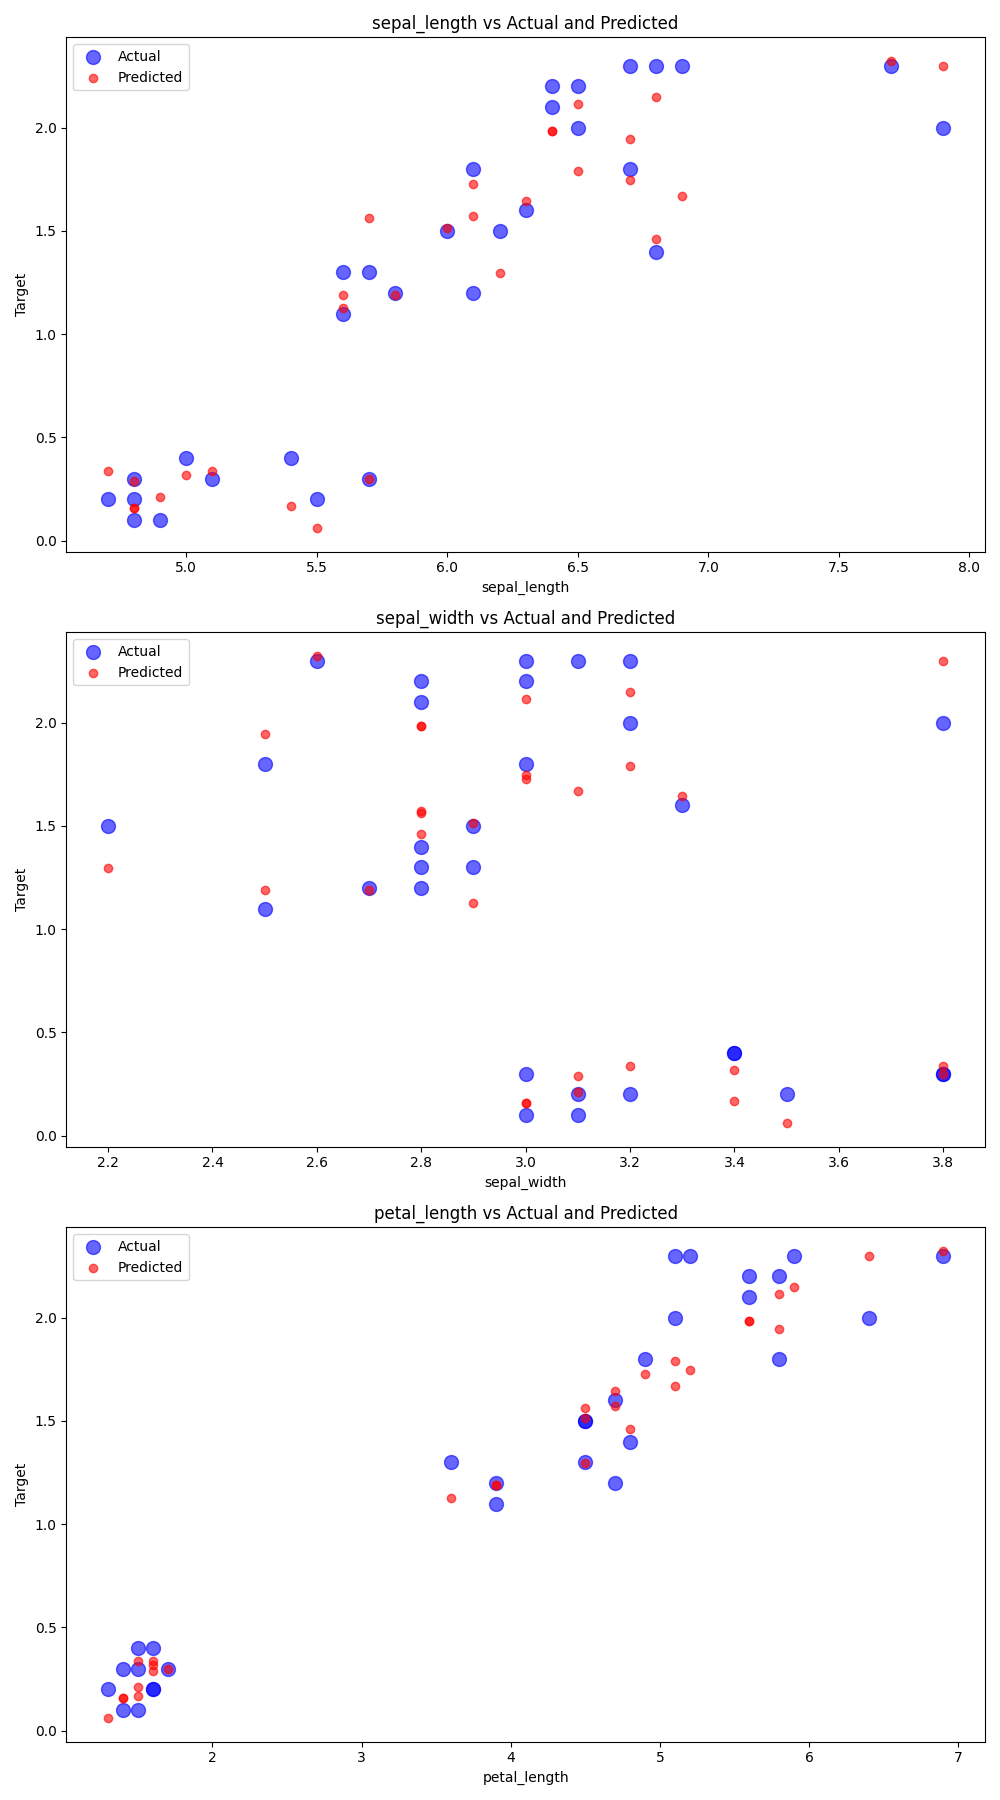 sepal_length vs Actual and Predicted
Actual
Predicted
2.0
1.5
1.0
0.5
0.0
Target
5.0 5.5 6.0 6.5 7.0 7.5 8.0
sepal_length
sepal_width vs Actual and Predicted
Actual
Predicted
2.0
1.5
1.0
0.5
0.0
Target
2.2 2.4 2.6 2.8 3.0 3.2 3.4 3.6 3.8
sepal_width
petal_length vs Actual and Predicted
Actual
Predicted
2.0
1.5
1.0
0.5
0.0
Target
2 3 4 5 6 7
petal_length